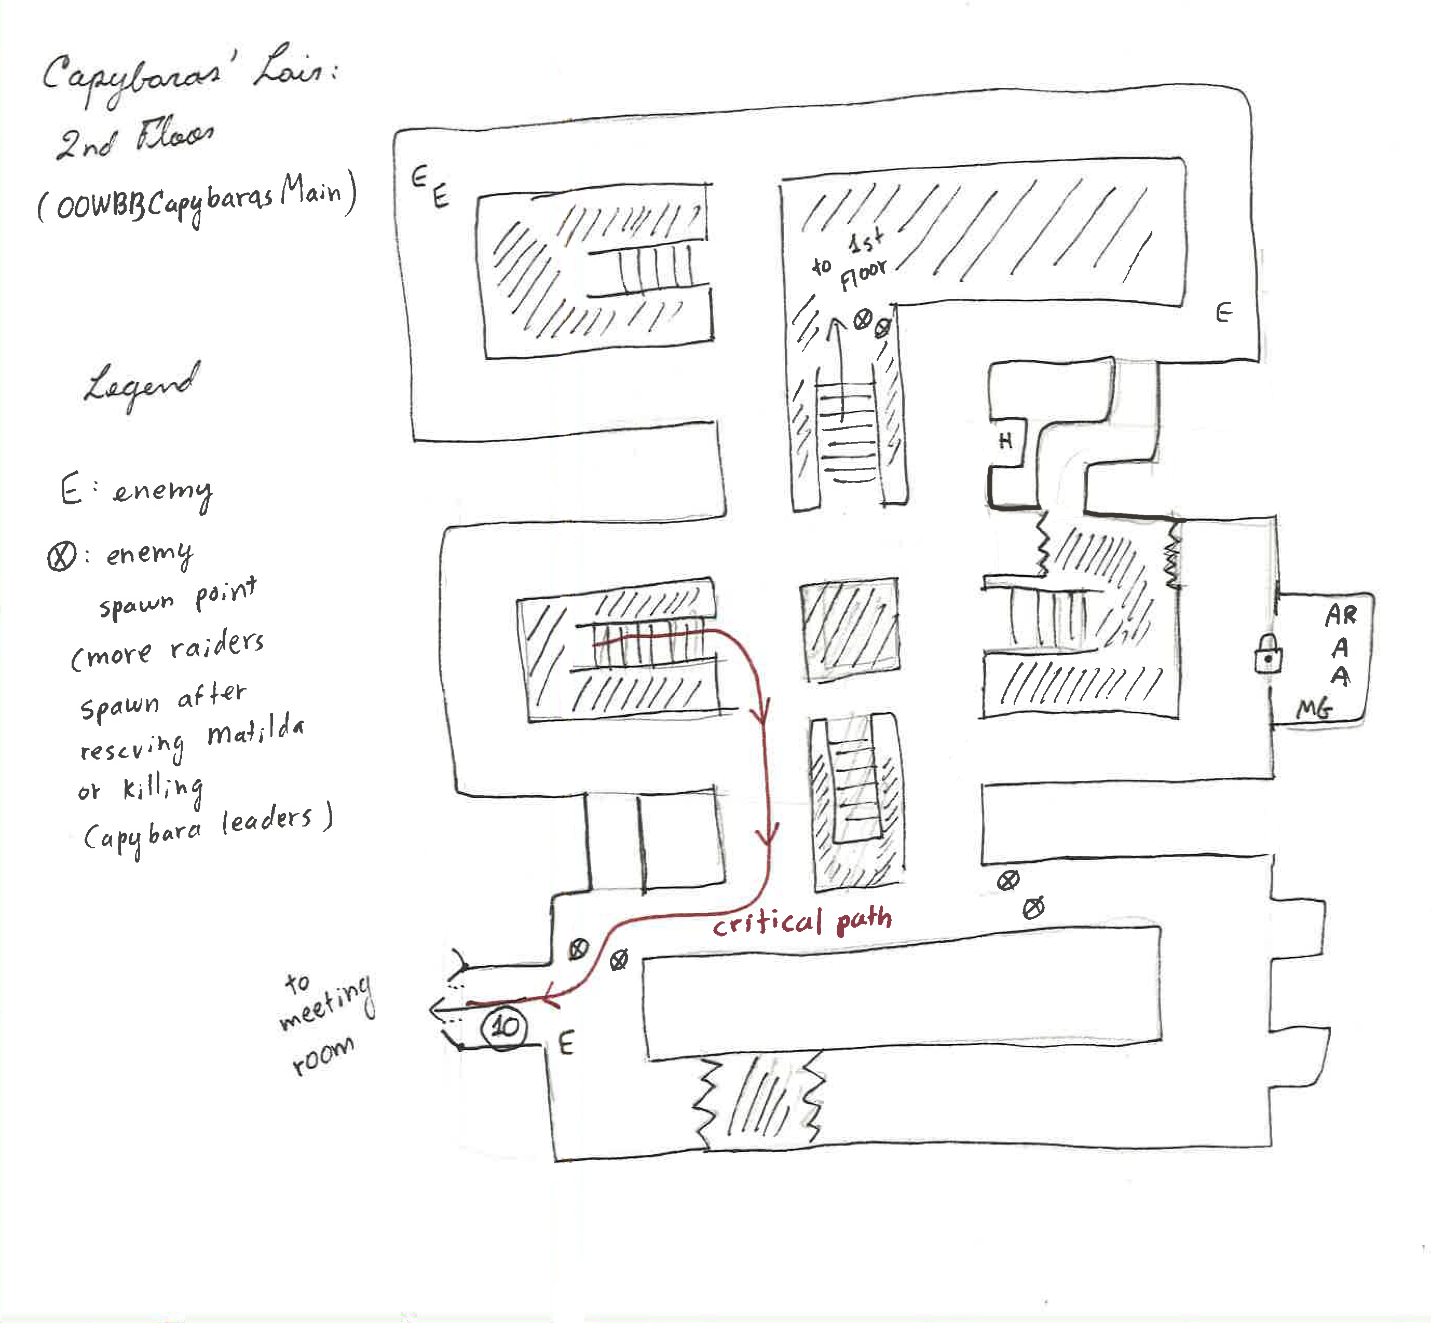 Capybaras' Lair:
2nd Floor
(00WBBCapybarasMain)
Legend
E: enemy
ⓧ: enemy
spawn point
(more raiders
spawn after
rescuing Matilda
or killing
Capybara leaders)
E
E
to 1st
Floor
E
H
AR
A
A
MG
critical path
to
meeting
room
10
E